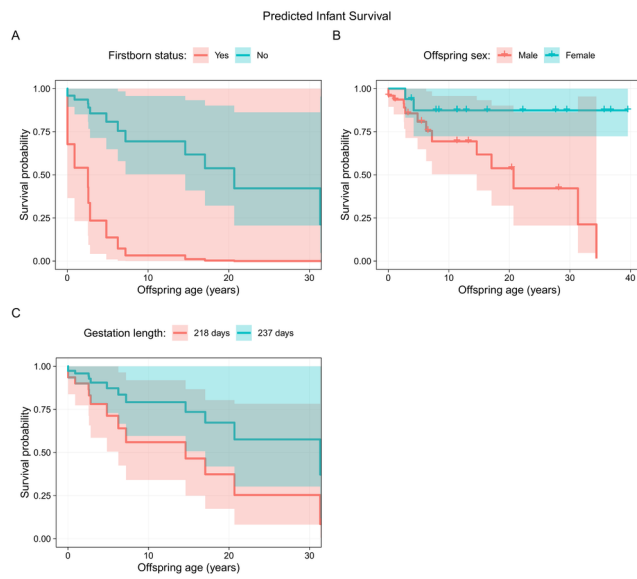 Predicted Infant Survival
A
Firstborn status: Yes No
Survival probability
1.00
0.75
0.50
0.25
0.00
0 10 20 30
Offspring age (years)
B
Offspring sex: Male Female
Survival probability
1.00
0.75
0.50
0.25
0.00
0 10 20 30 40
Offspring age (years)
C
Gestation length: 218 days 237 days
Survival probability
1.00
0.75
0.50
0.25
0.00
0 10 20 30
Offspring age (years)